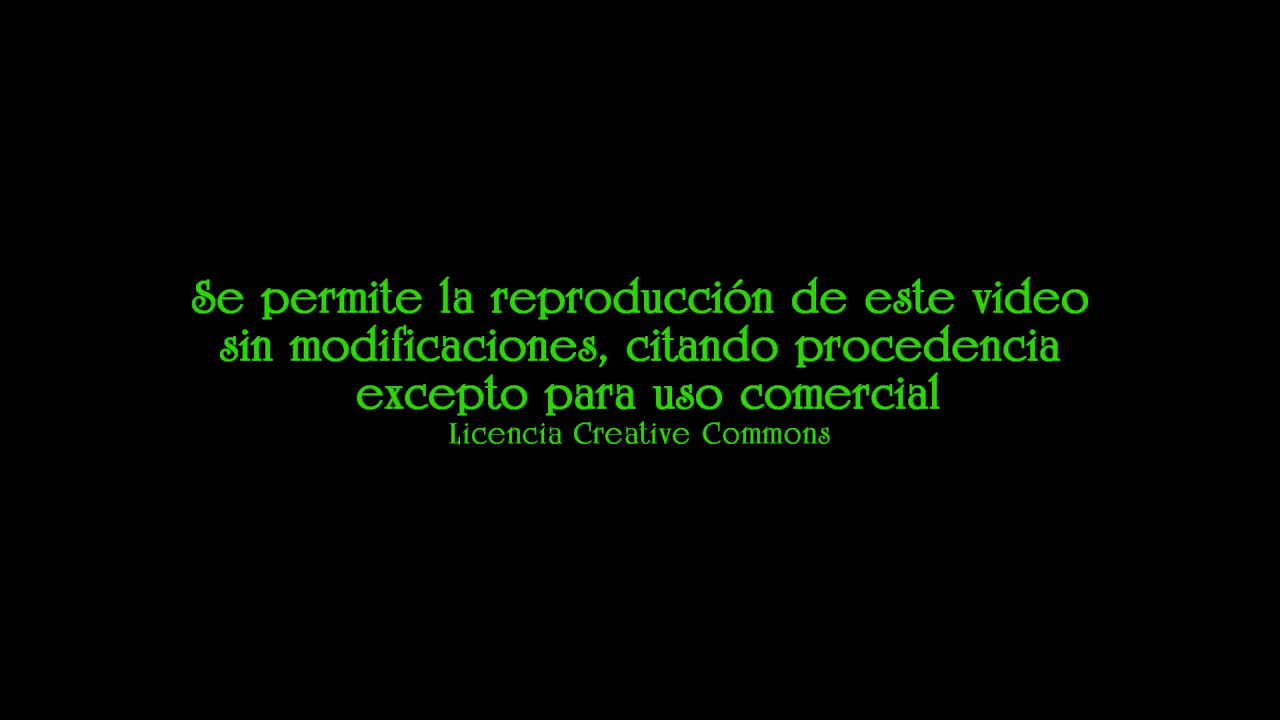 Se permite la reproducción de este video
sin modificaciones, citando procedencia
excepto para uso comercial
Licencia Creative Commons